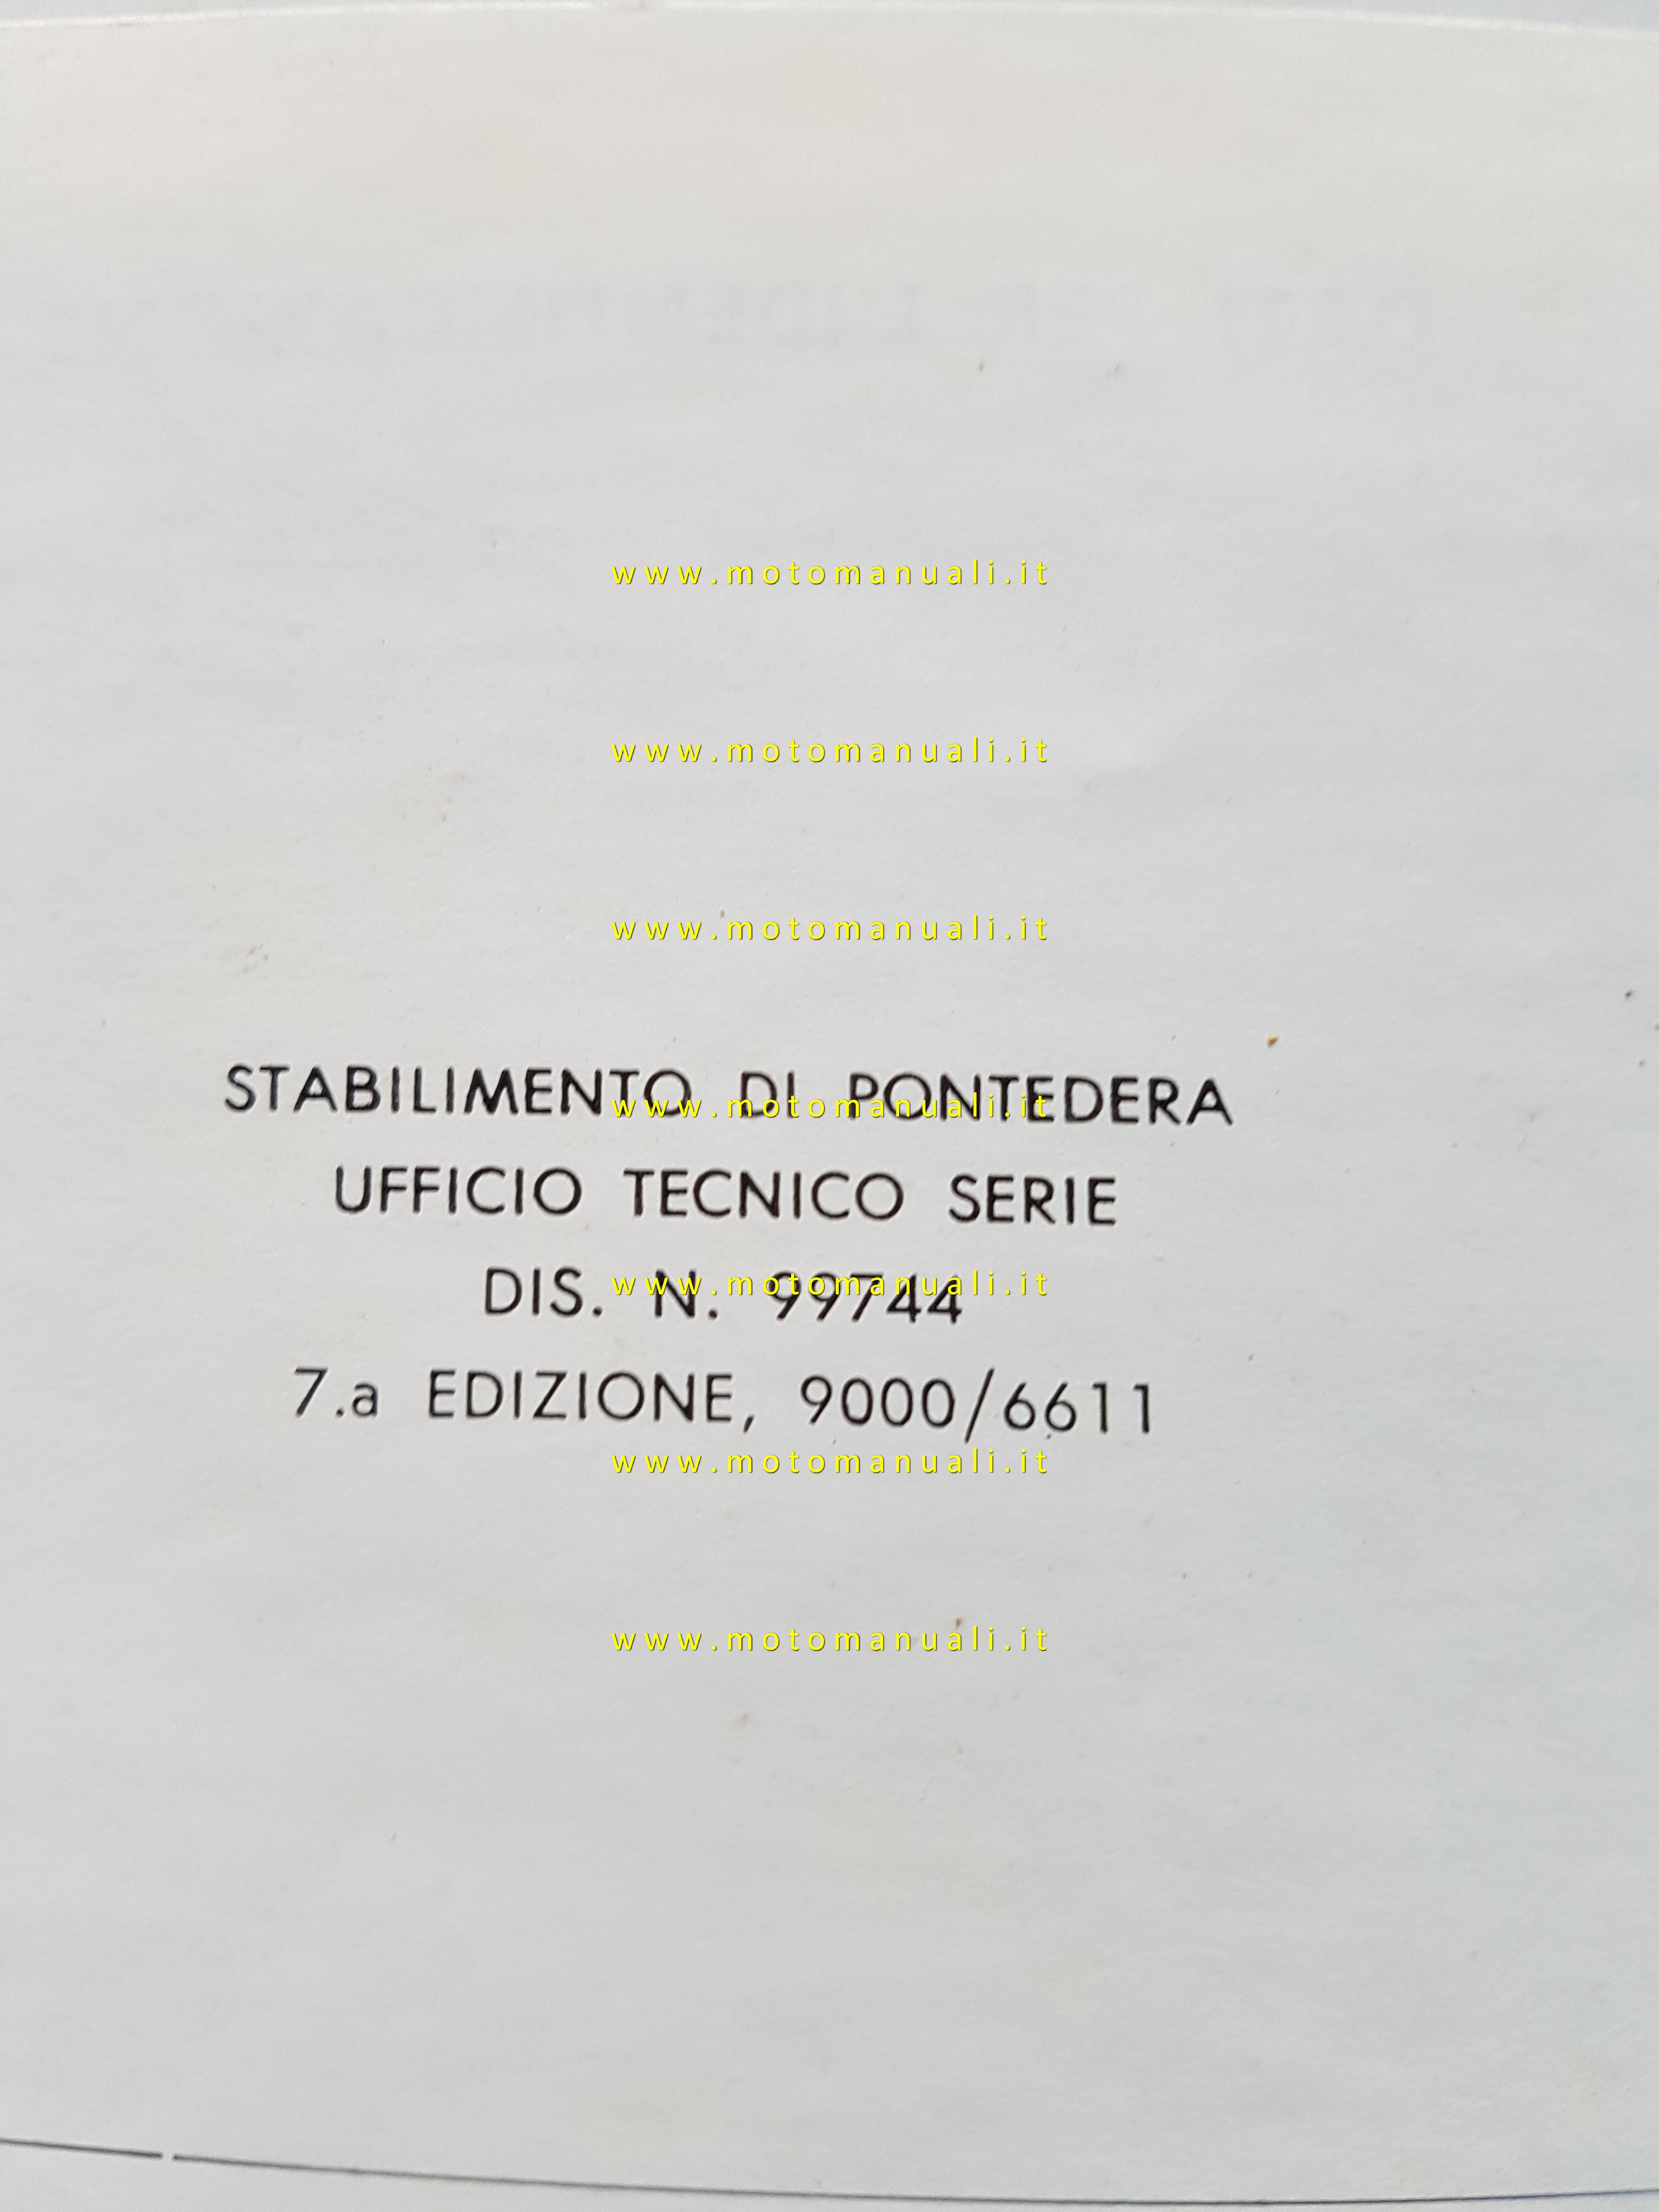 www.motomanuali.it
www.motomanuali.it
www.motomanuali.it
STABILIMENTO DI PONTEDERA
www.motomanuali.it
UFFICIO TECNICO SERIE
DIS. N. 99744
www.motomanuali.it
7.a EDIZIONE, 9000/6611
www.motomanuali.it
www.motomanuali.it